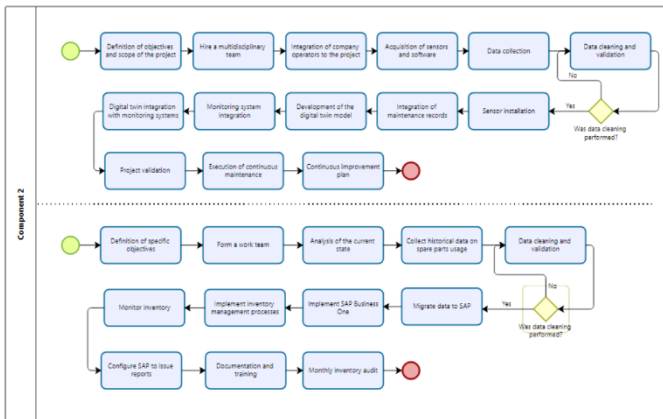 Component 2
Definition of objectives
and scope of the project
Hire a multidisciplinary
team
Integration of company
operators to the project
Acquisition of sensors
and software
Data collection
Data cleaning and
validation
No
Yes
Was data cleaning
performed?
Sensor installation
Integration of
maintenance records
Development of the
digital twin model
Monitoring system
integration
Digital twin integration
with monitoring systems
Project validation
Execution of continuous
maintenance
Continuous improvement
plan
Definition of specific
objectives
Form a work team
Analysis of the current
state
Collect historical data on
spare parts usage
Data cleaning and
validation
No
Yes
Was data cleaning
performed?
Migrate data to SAP
Implement SAP Business
One
Implement inventory
management processes
Monitor inventory
Configure SAP to issue
reports
Documentation and
training
Monthly inventory audit